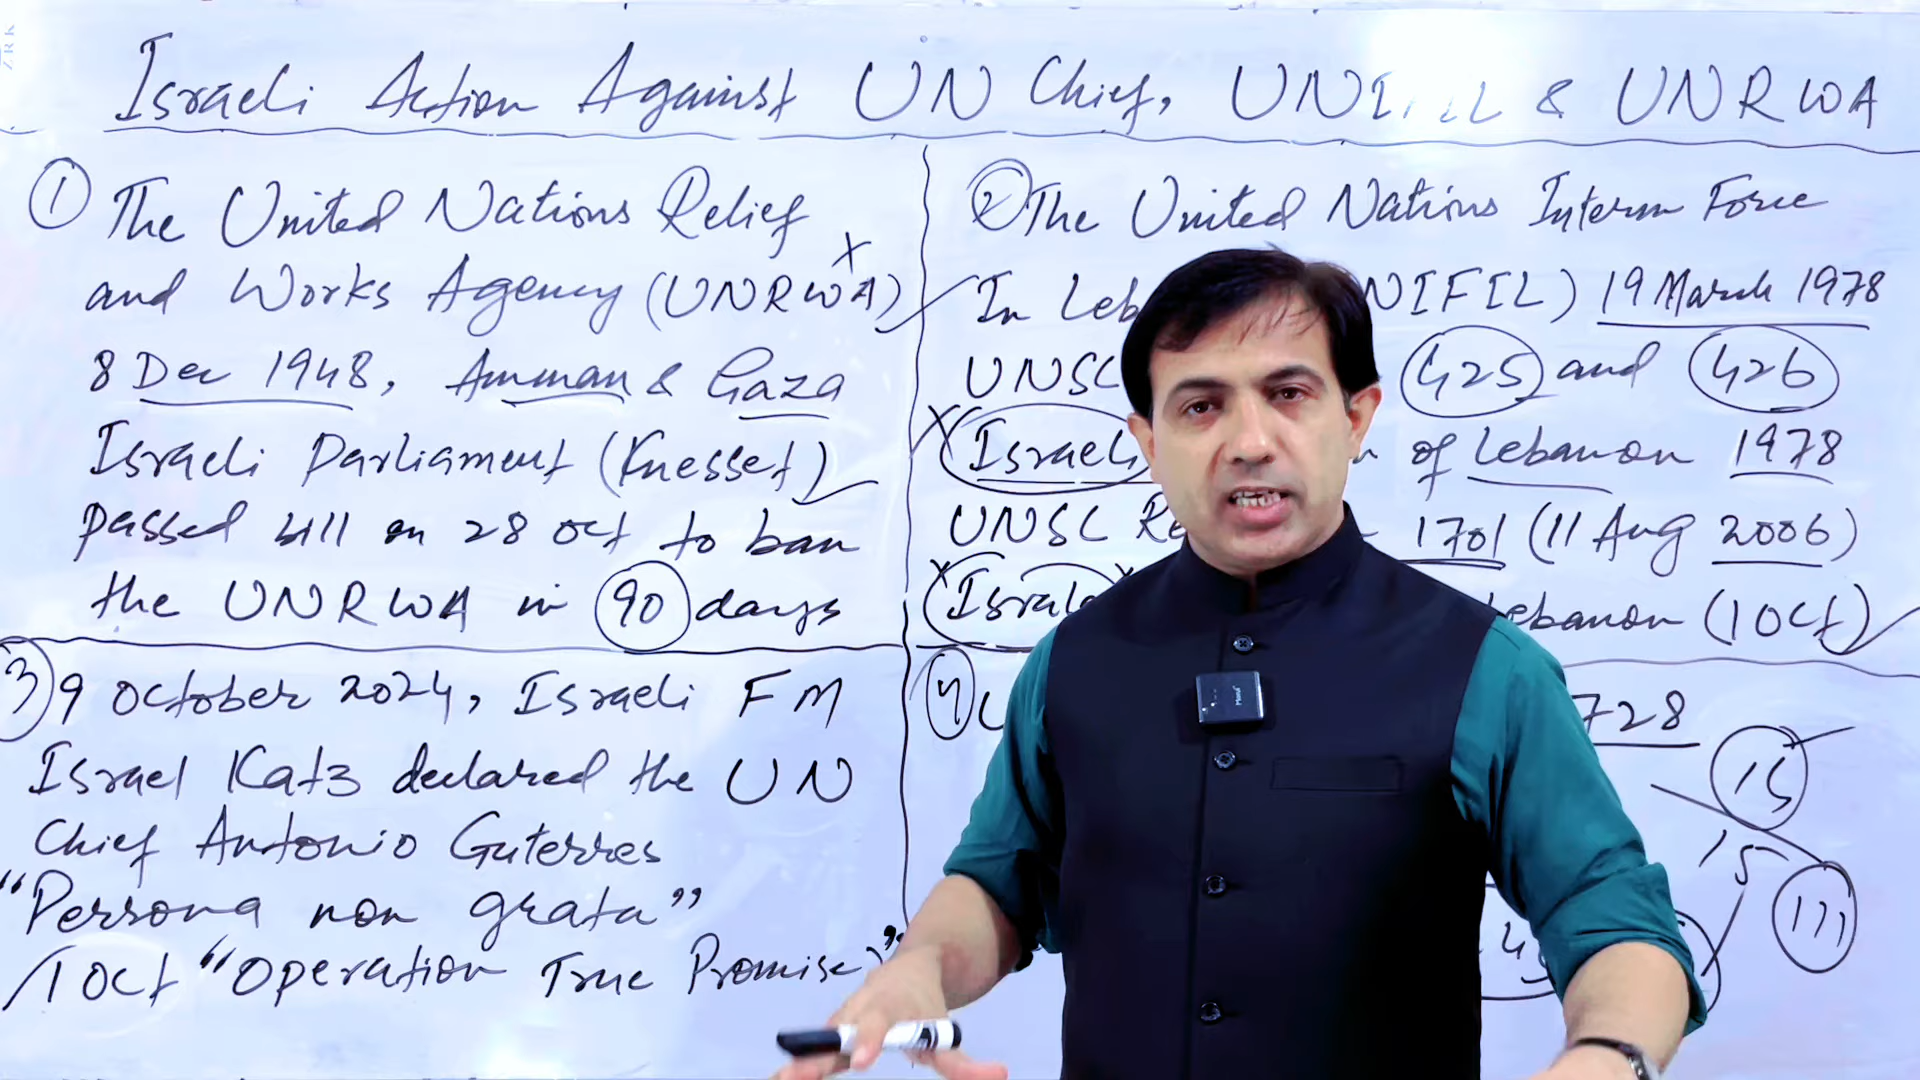 ZRK
Israeli Action Against UN Chief, UNIFIL & UNRWA
① The United Nations Relief
and Works Agency (UNRWA)
8 Dec 1948, Amman & Gaza
Israeli Parliament (Knesset)
passed bill on 28 Oct to ban
the UNRWA in 90 days
② The United Nations Interim Force
In Leb NIFIL) 19 March 1978
UNSC 425 and 426
Israeli of Lebanon 1978
UNSC Re 1701 (11 Aug 2006)
Isra ebanon (1 Oct)
③ 9 October 2024, Israeli FM
Israel Katz declared the UN
Chief Antonio Guterres
"Persona non grata"
1 Oct "Operation True Promise"
④ 728
15
15